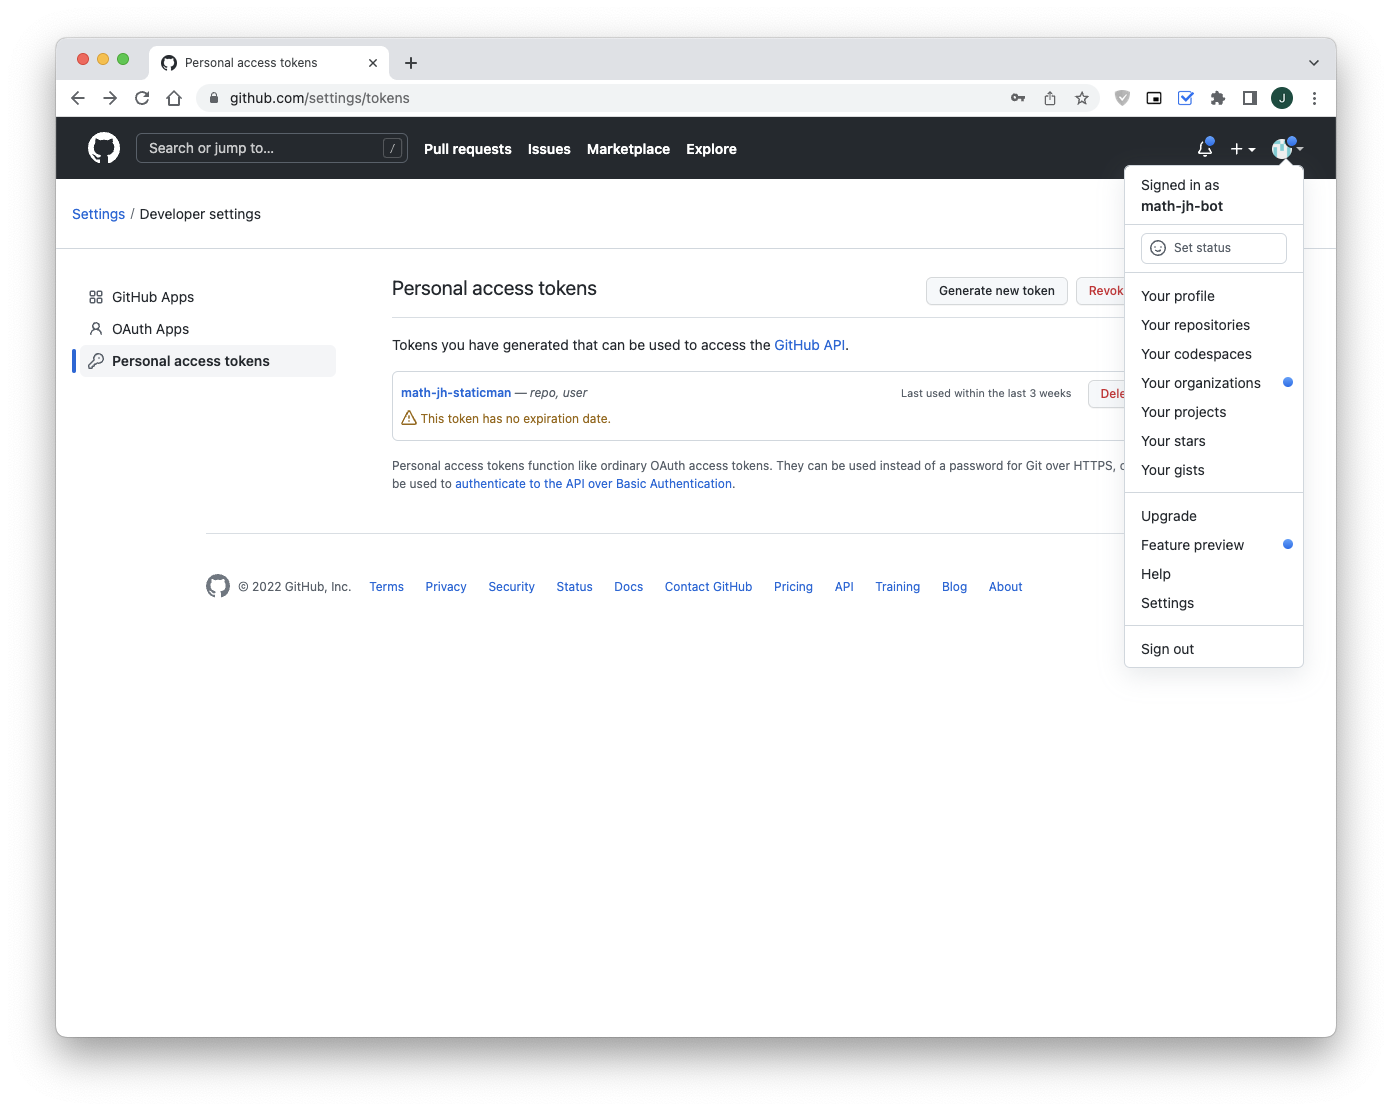 Personal access tokens
github.com/settings/tokens
J
Search or jump to...
/
Pull requests
Issues
Marketplace
Explore
Signed in as
math-jh-bot
Set status
Your profile
Your repositories
Your codespaces
Your organizations
Your projects
Your stars
Your gists
Upgrade
Feature preview
Help
Settings
Sign out
Settings / Developer settings
GitHub Apps
OAuth Apps
Personal access tokens
Personal access tokens
Generate new token
Revok
Tokens you have generated that can be used to access the GitHub API.
math-jh-staticman — repo, user
Last used within the last 3 weeks
Dele
This token has no expiration date.
Personal access tokens function like ordinary OAuth access tokens. They can be used instead of a password for Git over HTTPS,
be used to authenticate to the API over Basic Authentication.
© 2022 GitHub, Inc.
Terms
Privacy
Security
Status
Docs
Contact GitHub
Pricing
API
Training
Blog
About